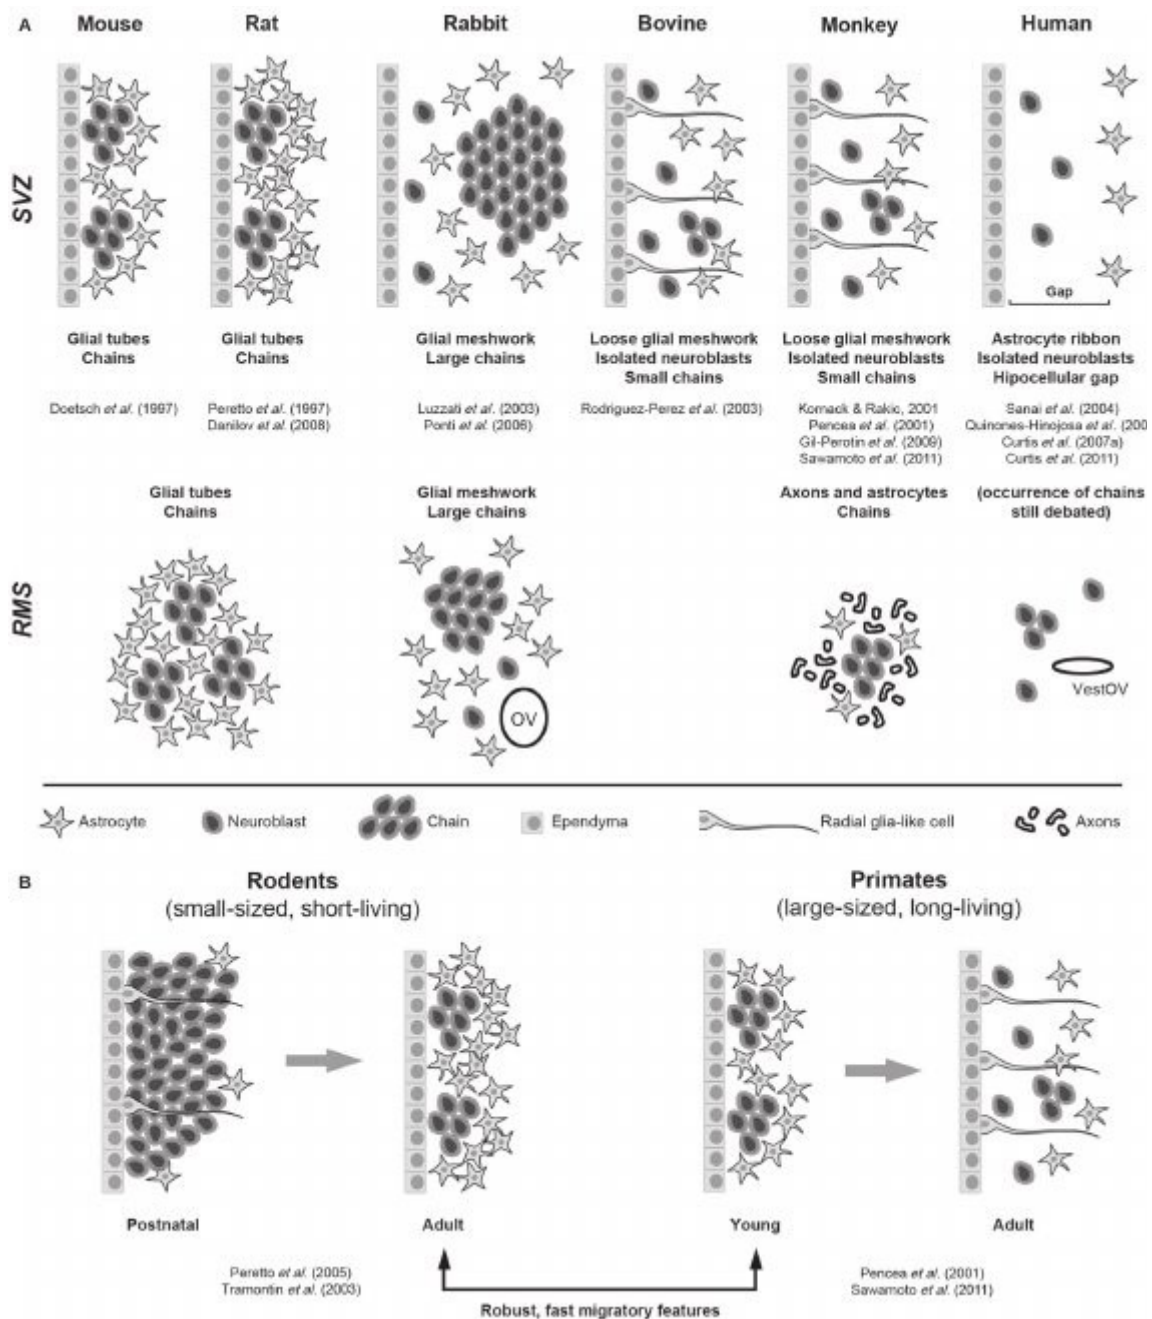 A
Mouse
Rat
Rabbit
Bovine
Monkey
Human
SVZ
Gap
Glial tubes
Chains
Glial tubes
Chains
Glial meshwork
Large chains
Loose glial meshwork
Isolated neuroblasts
Small chains
Loose glial meshwork
Isolated neuroblasts
Small chains
Astrocyte ribbon
Isolated neuroblasts
Hipocellular gap
Doetsch et al. (1997)
Peretto et al. (1997)
Danilov et al. (2008)
Luzzati et al. (2003)
Ponti et al. (2006)
Rodriguez-Perez et al. (2003)
Kornack & Rakic, 2001
Pencea et al. (2001)
Gil-Perotin et al. (2009)
Sawamoto et al. (2011)
Sanai et al. (2004)
Quinones-Hinojosa et al. (200
Curtis et al. (2007a)
Curtis et al. (2011)
RMS
Glial tubes
Chains
Glial meshwork
Large chains
Axons and astrocytes
Chains
(occurrence of chains
still debated)
OV
VestOV
Astrocyte
Neuroblast
Chain
Ependyma
Radial glia-like cell
Axons
B
Rodents
(small-sized, short-living)
Primates
(large-sized, long-living)
Postnatal
Adult
Young
Adult
Peretto et al. (2005)
Tramontin et al. (2003)
Pencea et al. (2001)
Sawamoto et al. (2011)
Robust, fast migratory features